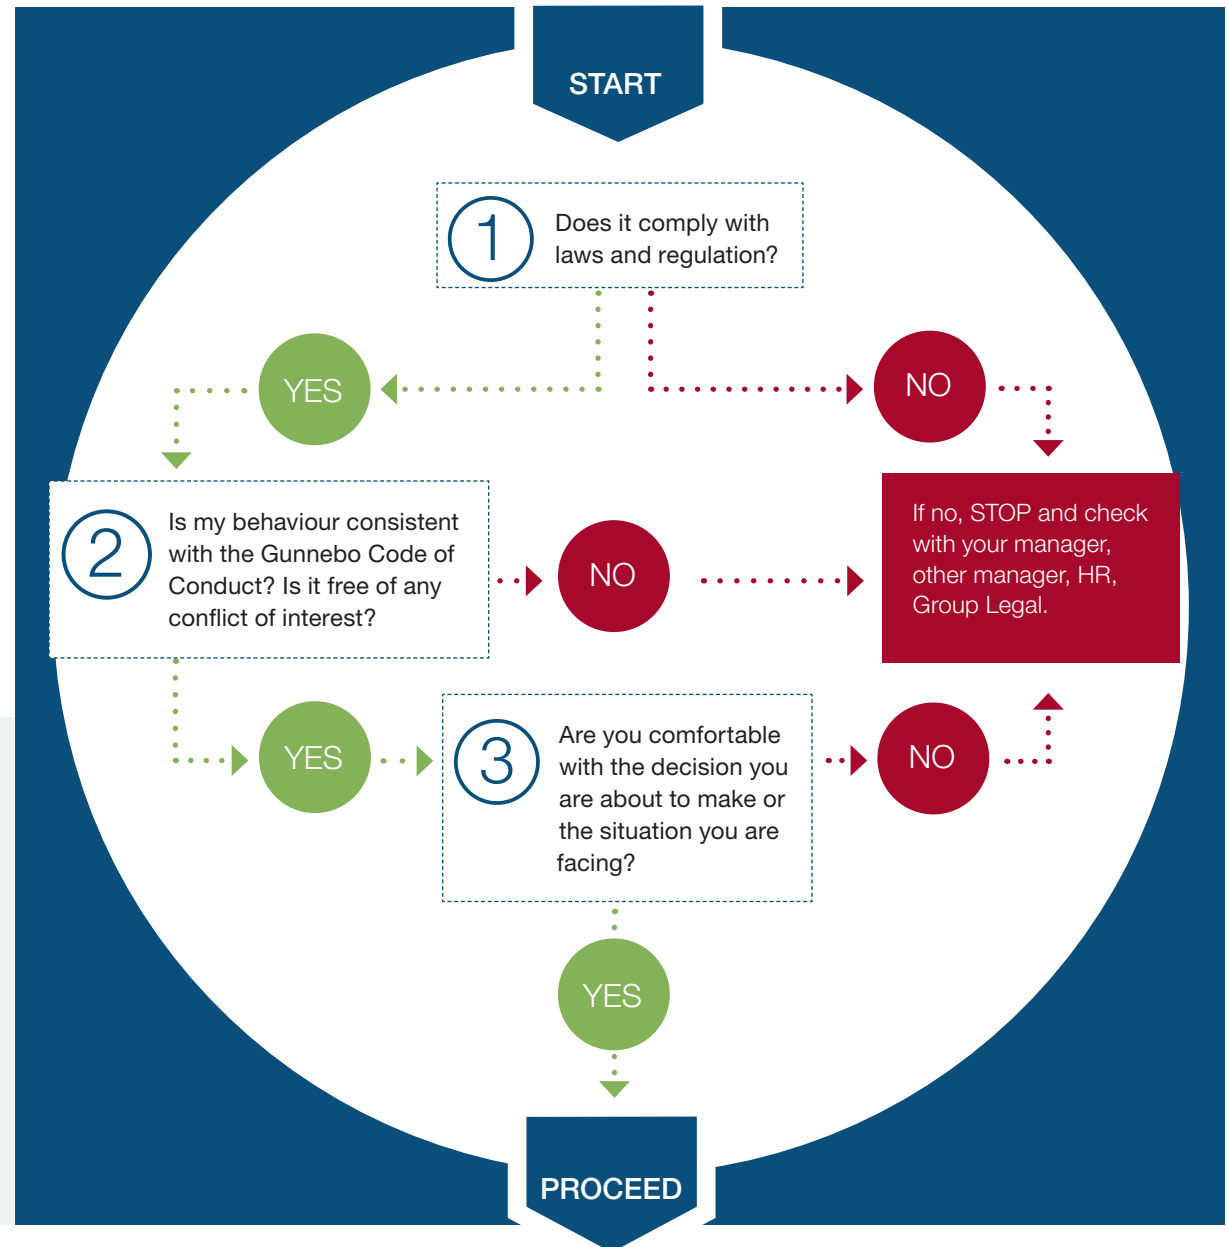 START
1
Does it comply with
laws and regulation?
YES
NO
2
Is my behaviour consistent
with the Gunnebo Code of
Conduct? Is it free of any
conflict of interest?
NO
If no, STOP and check
with your manager,
other manager, HR,
Group Legal.
YES
3
Are you comfortable
with the decision you
are about to make or
the situation you are
facing?
NO
YES
PROCEED